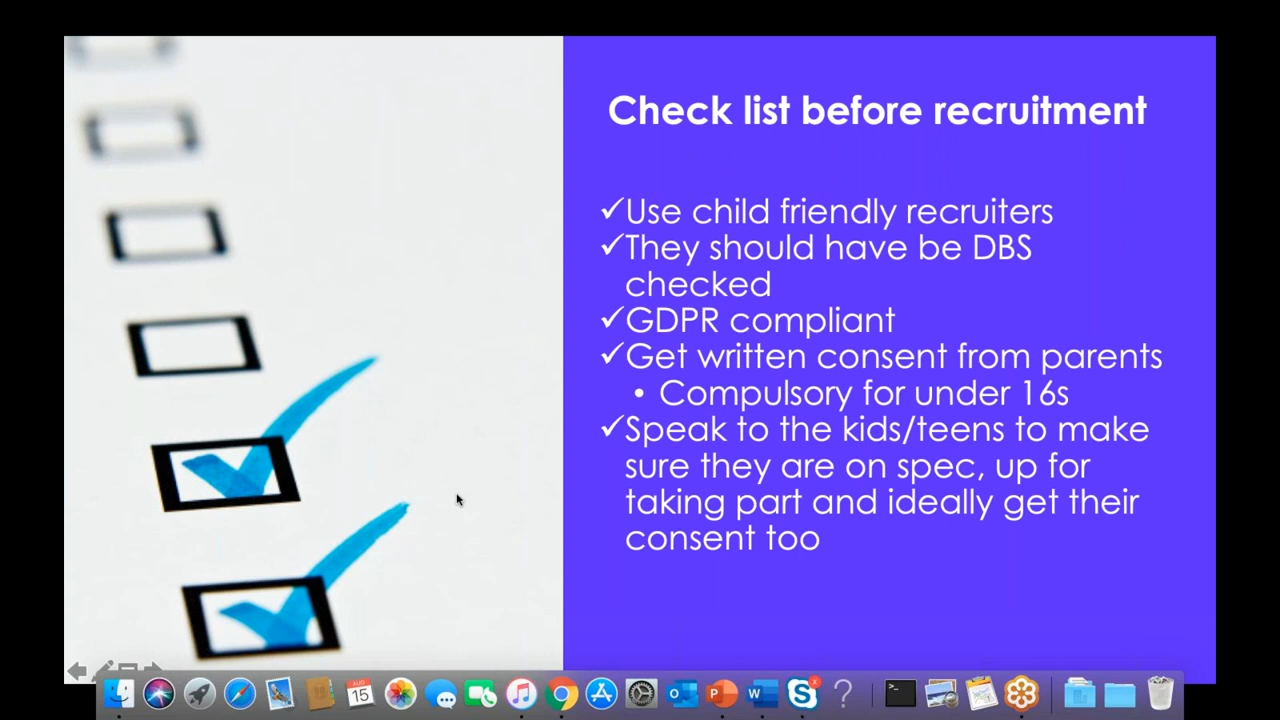 Check list before recruitment
✓Use child friendly recruiters
✓They should have be DBS
checked
✓GDPR compliant
✓Get written consent from parents
• Compulsory for under 16s
✓Speak to the kids/teens to make
sure they are on spec, up for
taking part and ideally get their
consent too
AUG
15